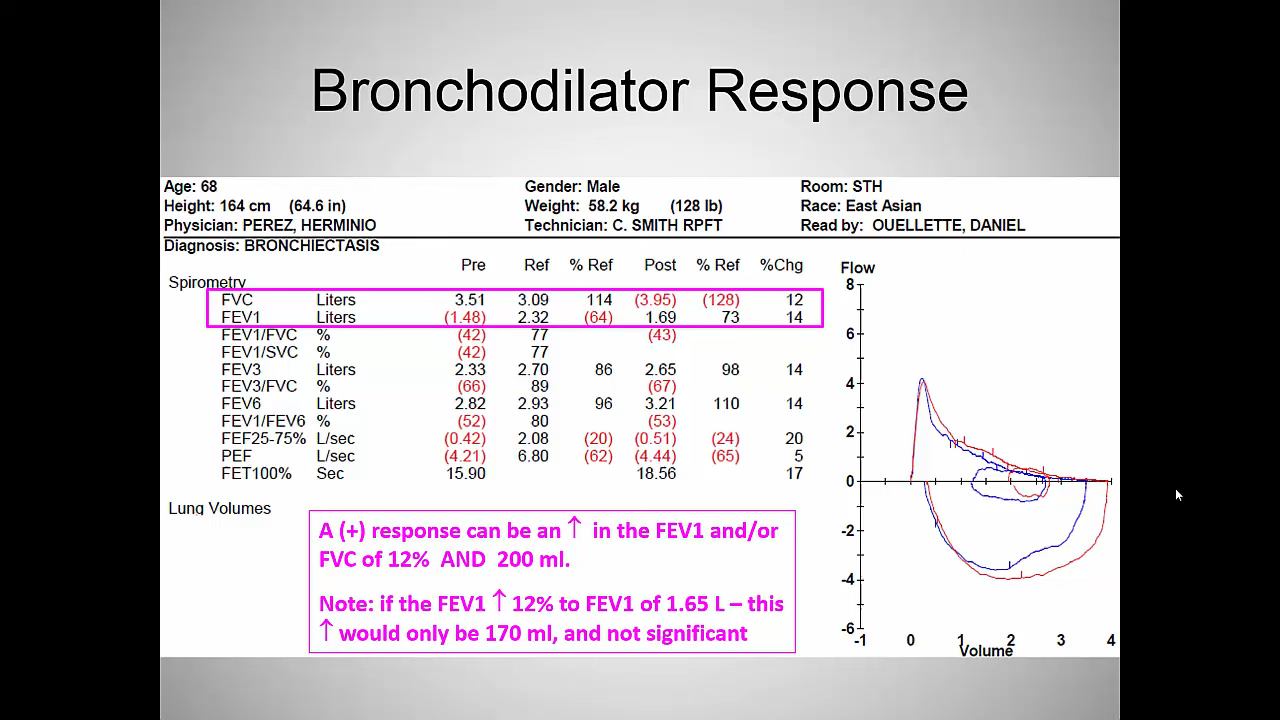 Bronchodilator Response
Age: 68 Gender: Male Room: STH
Height: 164 cm (64.6 in) Weight: 58.2 kg (128 lb) Race: East Asian
Physician: PEREZ, HERMINIO Technician: C. SMITH RPFT Read by: OUELLETTE, DANIEL
Diagnosis: BRONCHIECTASIS
Pre Ref % Ref Post % Ref %Chg
Spirometry
FVC Liters 3.51 3.09 114 (3.95) (128) 12
FEV1 Liters (1.48) 2.32 (64) 1.69 73 14
FEV1/FVC % (42) 77 (43)
FEV1/SVC % (42) 77
FEV3 Liters 2.33 2.70 86 2.65 98 14
FEV3/FVC % (66) 89 (67)
FEV6 Liters 2.82 2.93 96 3.21 110 14
FEV1/FEV6 % (52) 80 (53)
FEF25-75% L/sec (0.42) 2.08 (20) (0.51) (24) 20
PEF L/sec (4.21) 6.80 (62) (4.44) (65) 5
FET100% Sec 15.90 18.56 17
Lung Volumes
A (+) response can be an ↑ in the FEV1 and/or
FVC of 12% AND 200 ml.
Note: if the FEV1 ↑ 12% to FEV1 of 1.65 L – this
↑ would only be 170 ml, and not significant
Flow
8
6
4
2
0
-2
-4
-6
-1 0 1 2 3 4
Volume